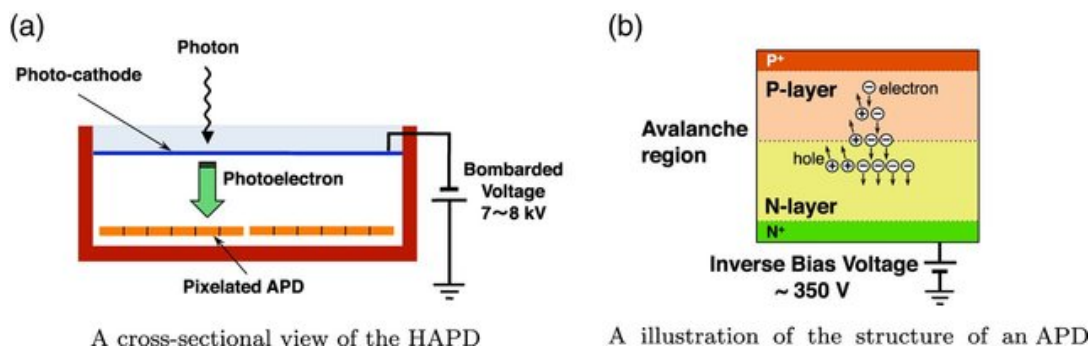 (a)
Photon
Photo-cathode
Photoelectron
Bombarded
Voltage
7~8 kV
Pixelated APD
A cross-sectional view of the HAPD
(b)
P+
P-layer
electron
Avalanche
region
hole
N-layer
N+
Inverse Bias Voltage
~ 350 V
A illustration of the structure of an APD